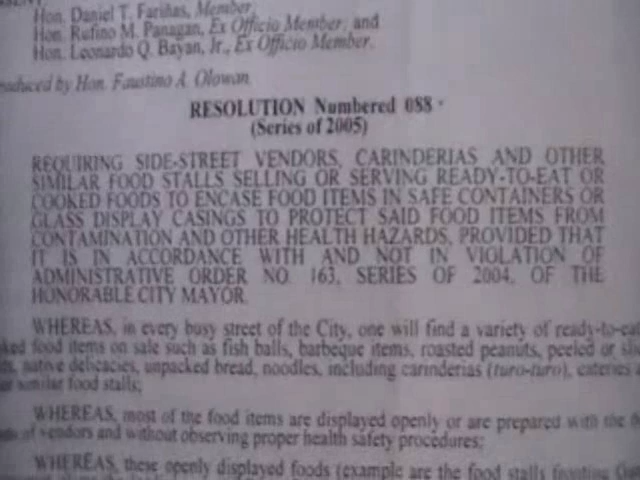 Hon. Daniel T. Fariñas, Member,
Hon. Rufino M. Panagan, Ex Officio Member, and
Hon. Leonardo Q. Bayan, Jr., Ex Officio Member.
by Hon. Faustino A. Olowan
RESOLUTION Numbered 088
(Series of 2005)
REQUIRING SIDE-STREET VENDORS, CARINDERIAS AND OTHER
SIMILAR FOOD STALLS SELLING OR SERVING READY-TO-EAT OR
COOKED FOODS TO ENCASE FOOD ITEMS IN SAFE CONTAINERS OR
GLASS DISPLAY CASINGS TO PROTECT SAID FOOD ITEMS FROM
CONTAMINATION AND OTHER HEALTH HAZARDS, PROVIDED THAT
IT IS IN ACCORDANCE WITH AND NOT IN VIOLATION OF
ADMINISTRATIVE ORDER NO. 163, SERIES OF 2004, OF THE
HONORABLE CITY MAYOR.
WHEREAS, in every busy street of the City, one will find a variety of ready-to-ea
ked food items on sale such as fish balls, barbeque items, roasted peanuts, peeled or
native delicacies, unpacked bread, noodles, including carinderias (turo-turo), eateries
similar food stalls;
WHEREAS, most of the food items are displayed openly or are prepared with the
of vendors and without observing proper health safety procedures;
WHEREAS, these openly displayed foods (example are the food stalls fronting